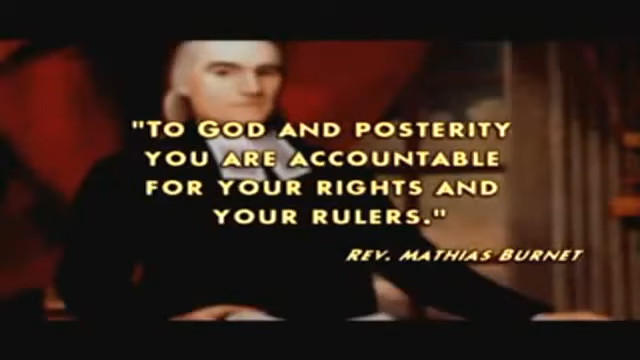 "TO GOD AND POSTERITY
YOU ARE ACCOUNTABLE
FOR YOUR RIGHTS AND
YOUR RULERS."
REV. MATHIAS BURNET